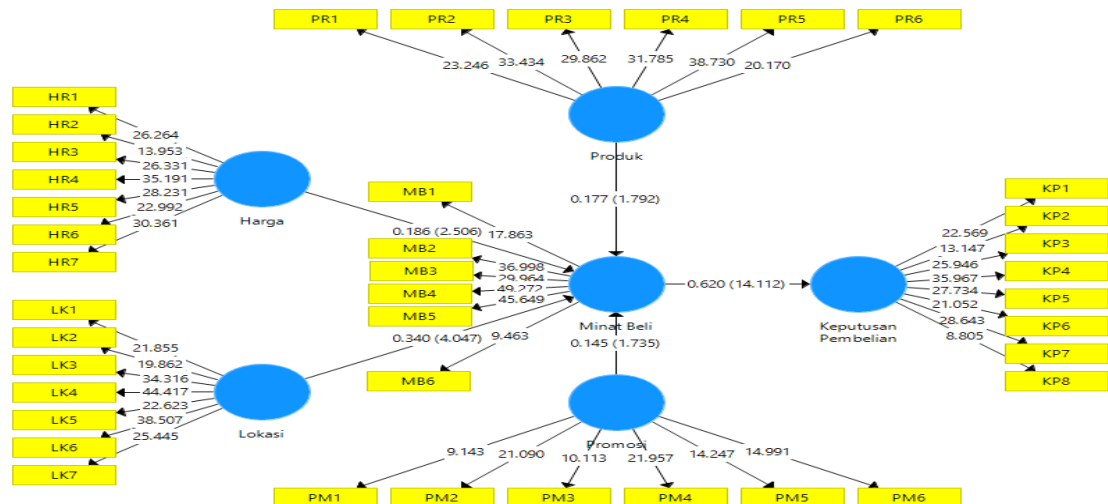 PR1
PR2
PR3
PR4
PR5
PR6
23.246
33.434
29.862
31.785
38.730
20.170
Produk
0.177 (1.792)
HR1
HR2
HR3
HR4
HR5
HR6
HR7
26.264
13.953
26.331
35.191
28.231
22.992
30.361
Harga
0.186 (2.506)
MB1
MB2
MB3
MB4
MB5
MB6
17.863
36.998
29.964
49.272
45.649
9.463
Minat Beli
0.620 (14.112)
KP1
KP2
KP3
KP4
KP5
KP6
KP7
KP8
22.569
13.147
25.946
35.967
27.734
21.052
28.643
8.805
Keputusan
Pembelian
LK1
LK2
LK3
LK4
LK5
LK6
LK7
21.855
19.862
34.316
44.417
22.623
38.507
25.445
Lokasi
0.340 (4.047)
0.145 (1.735)
Promosi
9.143
21.090
10.113
21.957
14.247
14.991
PM1
PM2
PM3
PM4
PM5
PM6